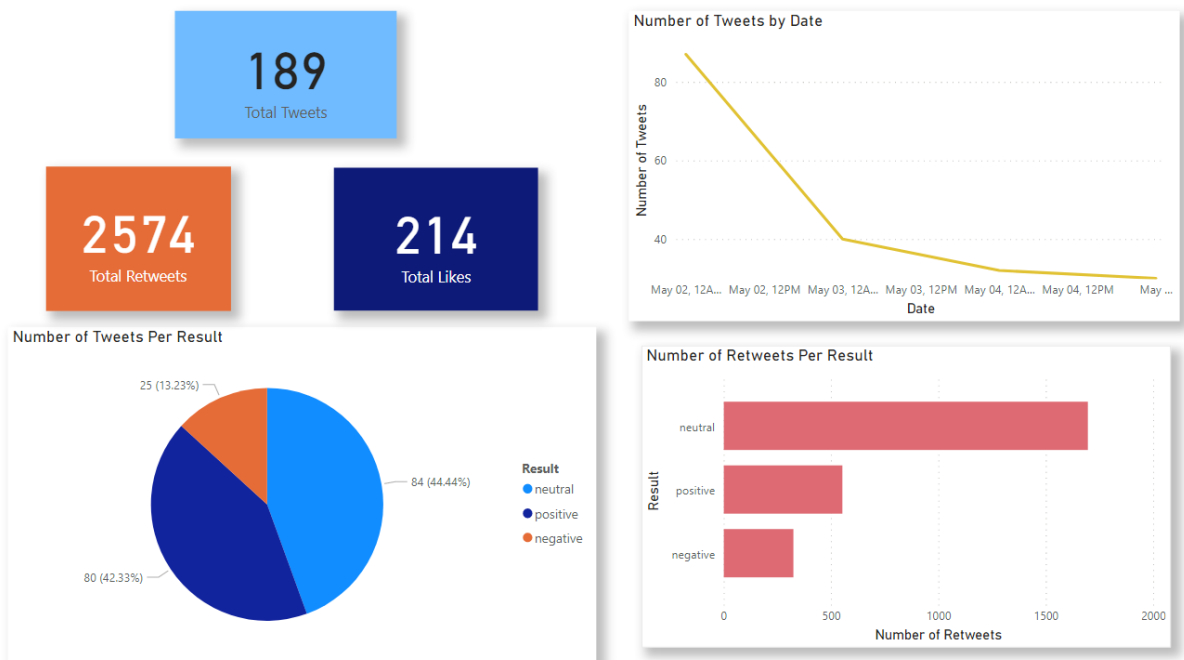 189
Total Tweets
2574
Total Retweets
214
Total Likes
Number of Tweets by Date
Number of Tweets
80
60
40
May 02, 12A...
May 02, 12PM
May 03, 12A...
May 03, 12PM
May 04, 12A...
May 04, 12PM
May ...
Date
Number of Tweets Per Result
25 (13.23%)
84 (44.44%)
80 (42.33%)
Result
neutral
positive
negative
Number of Retweets Per Result
Result
neutral
positive
negative
0
500
1000
1500
2000
Number of Retweets